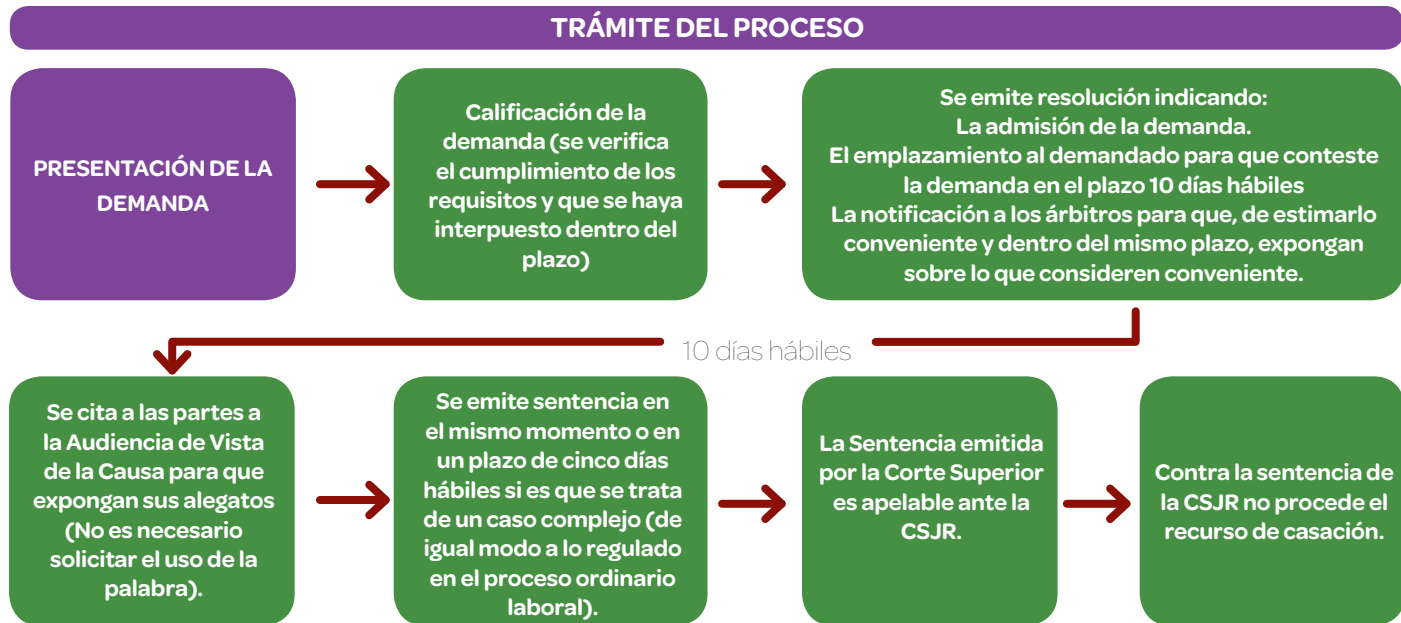 TRÁMITE DEL PROCESO
PRESENTACIÓN DE LA
DEMANDA
Calificación de la
demanda (se verifica
el cumplimiento de los
requisitos y que se haya
interpuesto dentro del
plazo)
Se emite resolución indicando:
La admisión de la demanda.
El emplazamiento al demandado para que conteste
la demanda en el plazo 10 días hábiles
La notificación a los árbitros para que, de estimarlo
conveniente y dentro del mismo plazo, expongan
sobre lo que consideren conveniente.
10 días hábiles
Se cita a las partes a
la Audiencia de Vista
de la Causa para que
expongan sus alegatos
(No es necesario
solicitar el uso de la
palabra).
Se emite sentencia en
el mismo momento o en
un plazo de cinco días
hábiles si es que se trata
de un caso complejo (de
igual modo a lo regulado
en el proceso ordinario
laboral).
La Sentencia emitida
por la Corte Superior
es apelable ante la
CSJR.
Contra la sentencia de
la CSJR no procede el
recurso de casación.